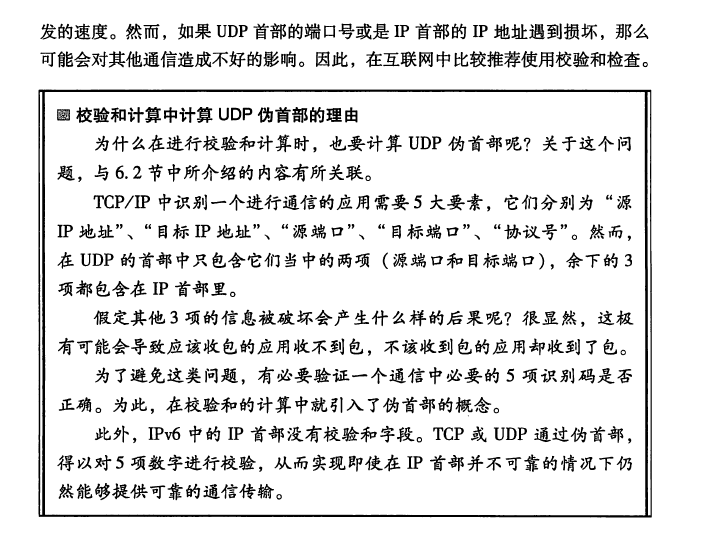 发的速度。然而，如果 UDP 首部的端口号或是 IP 首部的 IP 地址遇到损坏，那么
可能会对其他通信造成不好的影响。因此，在互联网中比较推荐使用校验和检查。
校验和计算中计算 UDP 伪首部的理由
为什么在进行校验和计算时，也要计算 UDP 伪首部呢？关于这个问
题，与 6.2 节中所介绍的内容有所关联。
TCP/IP 中识别一个进行通信的应用需要 5 大要素，它们分别为“源
IP 地址”、“目标 IP 地址”、“源端口”、“目标端口”、“协议号”。然而，
在 UDP 的首部中只包含它们当中的两项（源端口和目标端口），余下的 3
项都包含在 IP 首部里。
假定其他 3 项的信息被破坏会产生什么样的后果呢？很显然，这极
有可能会导致应该收包的应用收不到包，不该收到包的应用却收到了包。
为了避免这类问题，有必要验证一个通信中必要的 5 项识别码是否
正确。为此，在校验和的计算中就引入了伪首部的概念。
此外，IPv6 中的 IP 首部没有校验和字段。TCP 或 UDP 通过伪首部，
得以对 5 项数字进行校验，从而实现即使在 IP 首部并不可靠的情况下仍
然能够提供可靠的通信传输。